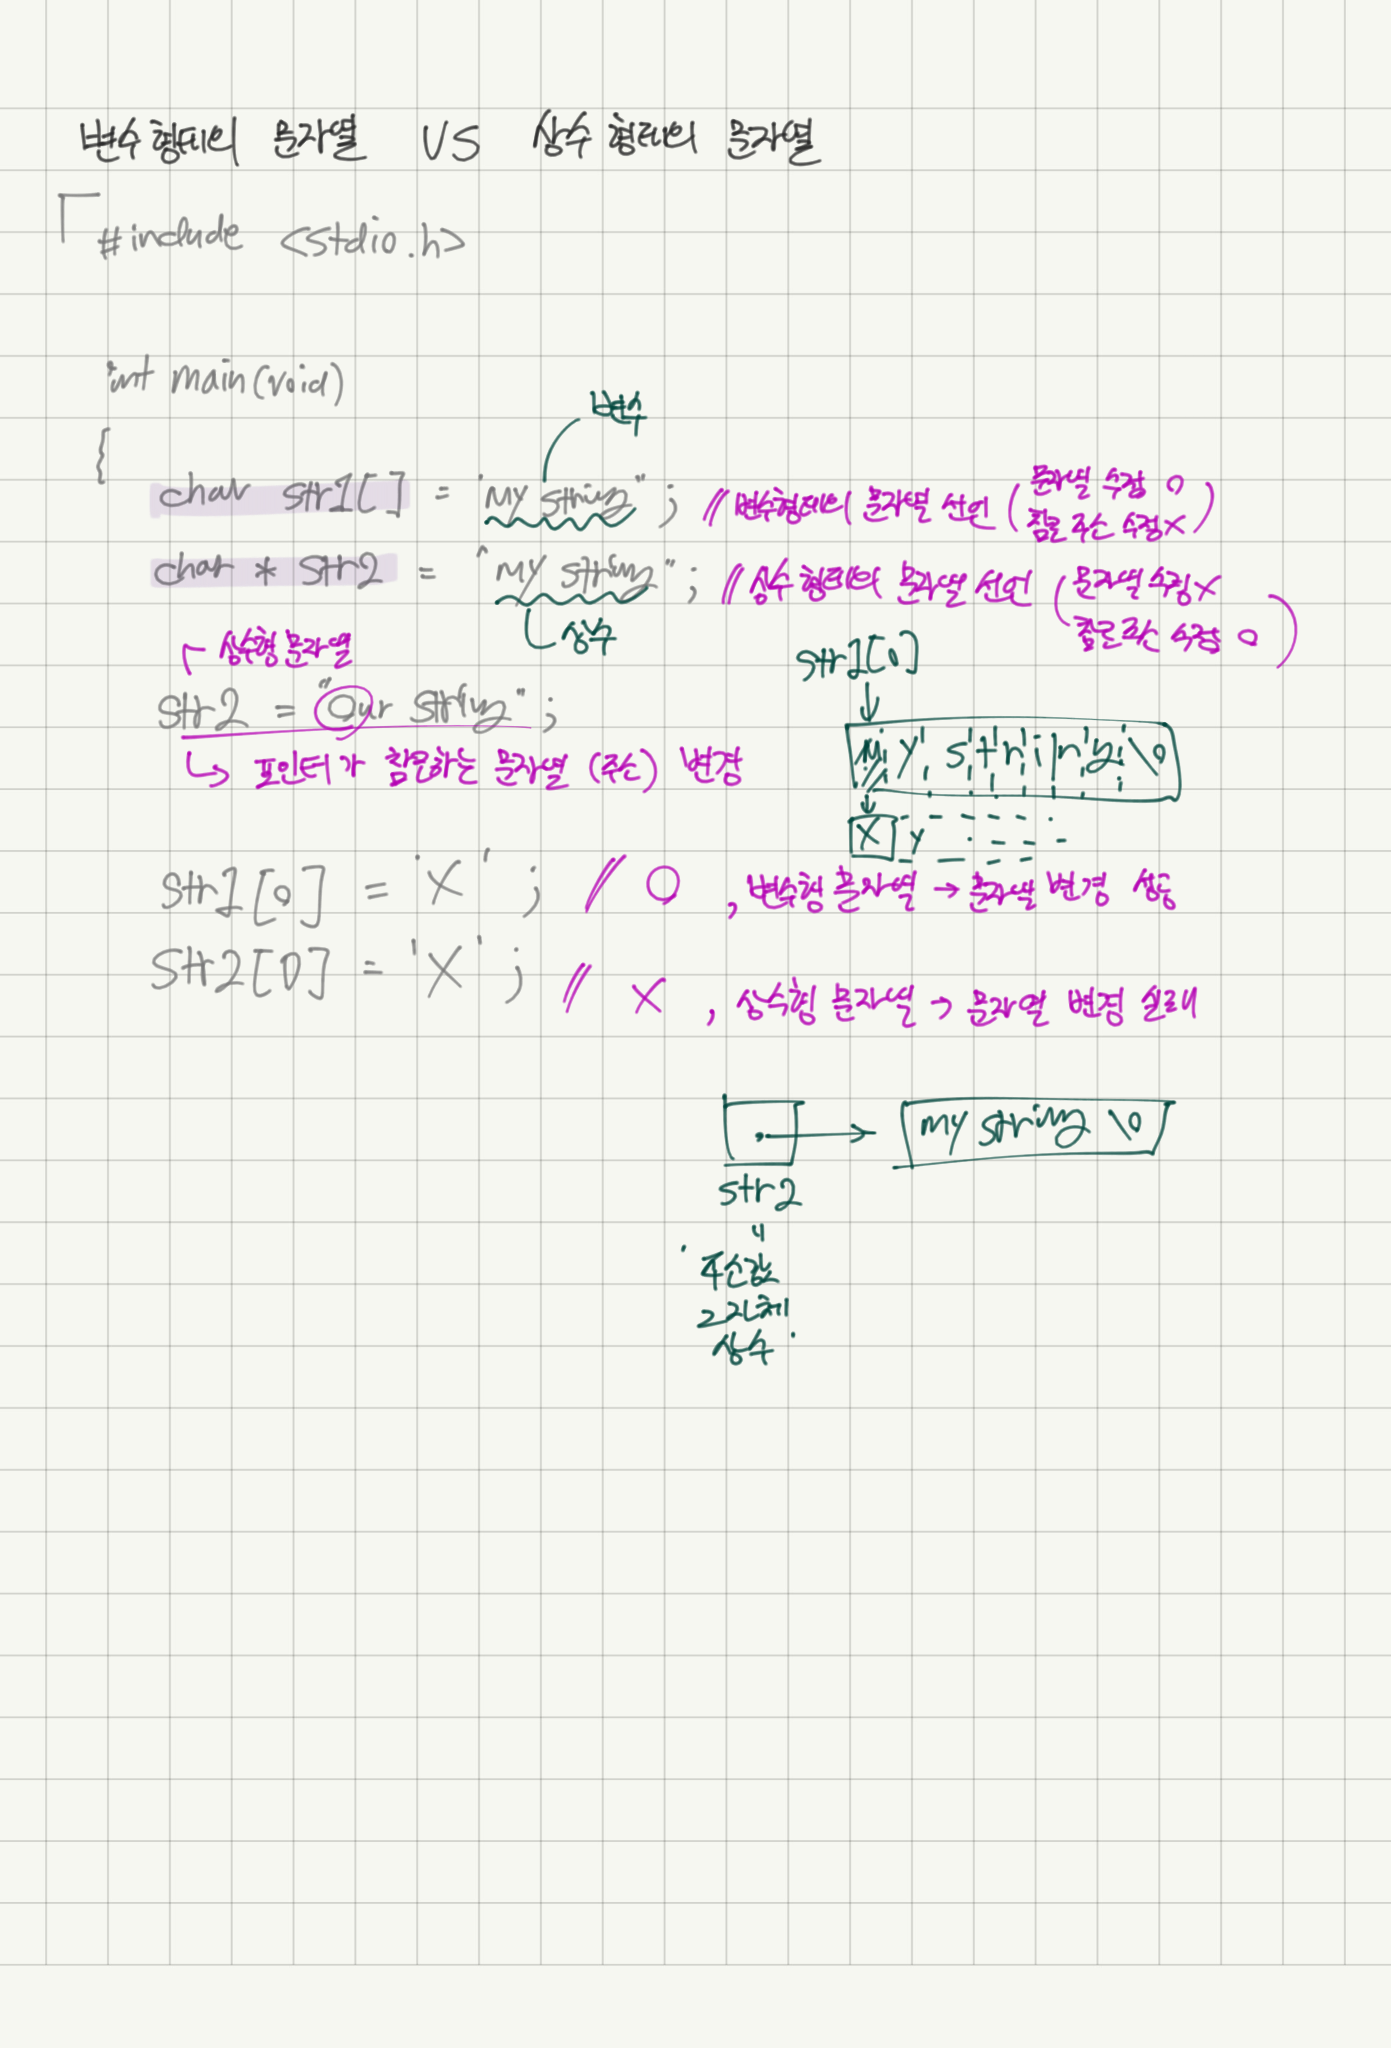 변수형태의 문자열 VS 상수 형태의 문자열
#include <stdio.h>
int main(void)
{
변수
char str1[] = "My string"; // 변수형태의 문자열 선언 (문자열 수정 O
참조 주소 수정 X)
char * str2 = "my string"; // 상수 형태의 문자열 선언 (문자열 수정 X
참조 주소 수정 O)
상수
상수형 문자열
str2 = "Our string";
↳ 포인터가 참조하는 문자열 (주소) 변경
str1[0]
↓
M y s t r i n g \0
↓
X y
str1[0] = 'X'; // O, 변수형 문자열 → 문자열 변경 성공
str2[0] = 'X'; // X, 상수형 문자열 → 문자열 변경 실패
→ my string \0
str2
"
주소값
그 자체
상수